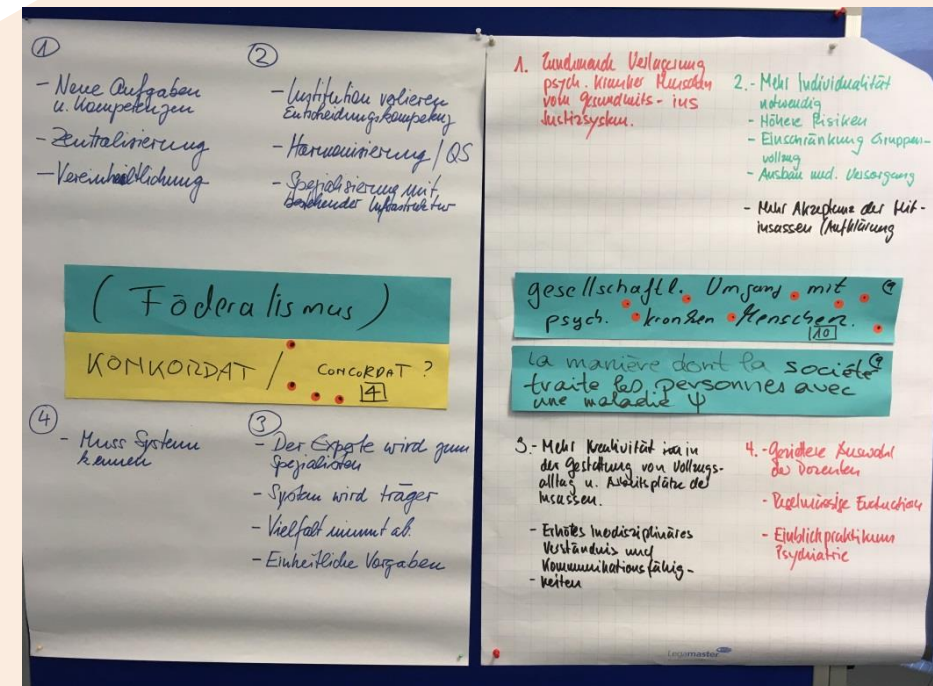 ①
- Neue Aufgaben
u. Kompetenzen
- Zentralisierung
- Vereinheitlichung
②
- Institution verlieren
Entscheidungskompetenz
- Harmonisierung / QS
- Spezialisierung mit
bestehender Infrastruktur
(Föderalismus)
KONKORDAT / CONCORDAT ?
4
④
- Muss System
kennen
③
- Der Experte wird zum
Spezialisten
- System wird träger
- Vielfalt nimmt ab.
- Einheitliche Vorgaben
1. Zunehmende Verlagerung
psych. kranker Menschen
vom Gesundheits- ins
Justizsystem.
2. - Mehr Individualität
notwendig
- Höhere Risiken
- Einschränkung Gruppen-
vollzug
- Ausbau med. Versorgung
- Mehr Akzeptanz der Mit-
insassen (Aufklärung
gesellschaftl. Umgang mit
psych. kranken Menschen.
10
La manière dont la société
traite les personnes avec
une maladie Ψ
3. - Mehr Kreativität in
der Gestaltung von Vollzugs-
alltag u. Arbeitsplätze der
Insassen.
- Erhötes
Verständnis und
Kommunikationsfähig-
- keiten
4. - Gezieltere Auswahl
der Dozenten
- Regelmässige Evaluation
- Einblickpraktikum
Psychiatrie
Legamaster